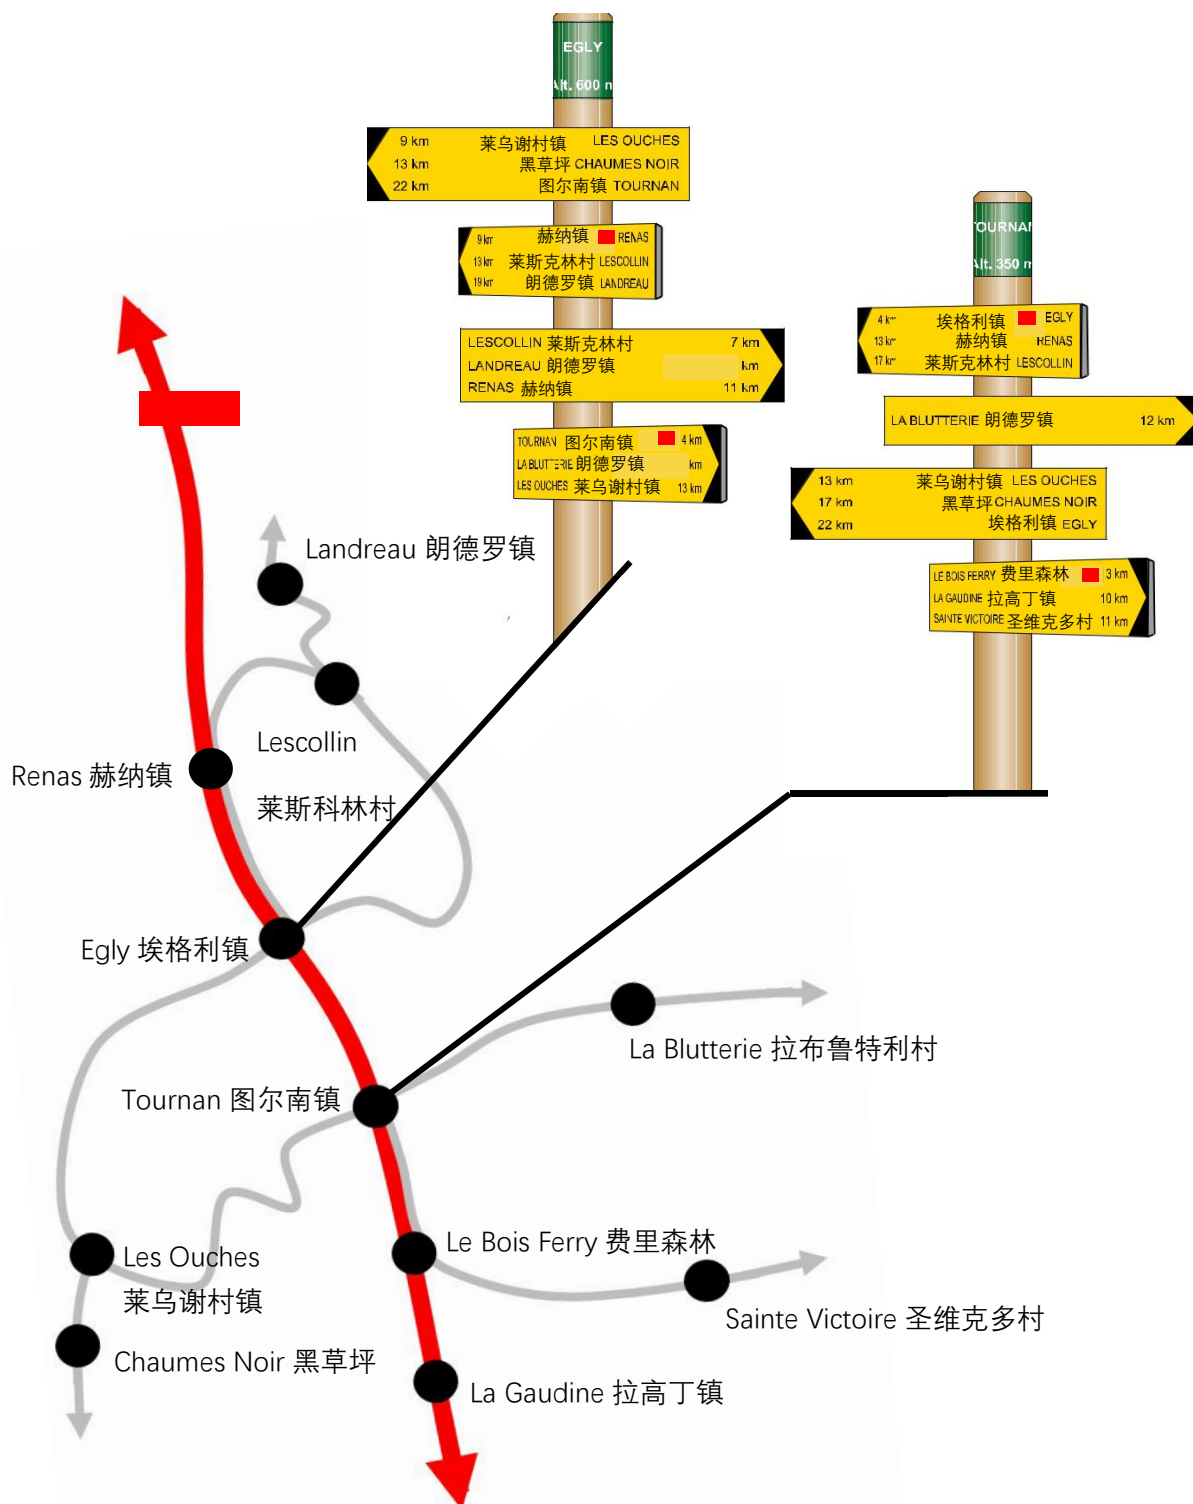 EGLY
Alt. 600 m
9 km 莱乌谢村镇 LES OUCHES
13 km 黑草坪 CHAUMES NOIR
22 km 图尔南镇 TOURNAN
9 km 赫纳镇 RENAS
13 km 莱斯克林村 LESCOLLIN
19 km 朗德罗镇 LANDREAU
LESCOLLIN 莱斯克林村 7 km
LANDREAU 朗德罗镇 km
RENAS 赫纳镇 11 km
TOURNAN 图尔南镇 4 km
LA BLUTTERIE 朗德罗镇 km
LES OUCHES 莱乌谢村镇 13 km
TOURNAN
Alt. 350 m
4 km 埃格利镇 EGLY
13 km 赫纳镇 RENAS
17 km 莱斯克林村 LESCOLLIN
LA BLUTTERIE 朗德罗镇 12 km
13 km 莱乌谢村镇 LES OUCHES
17 km 黑草坪 CHAUMES NOIR
22 km 埃格利镇 EGLY
LE BOIS FERRY 费里森林 3 km
LA GAUDINE 拉高丁镇 10 km
SAINTE VICTOIRE 圣维克多村 11 km
Landreau 朗德罗镇
Lescollin
莱斯科林村
Renas 赫纳镇
Egly 埃格利镇
La Blutterie 拉布鲁特利村
Tournan 图尔南镇
Le Bois Ferry 费里森林
Les Ouches
莱乌谢村镇
Sainte Victoire 圣维克多村
Chaumes Noir 黑草坪
La Gaudine 拉高丁镇